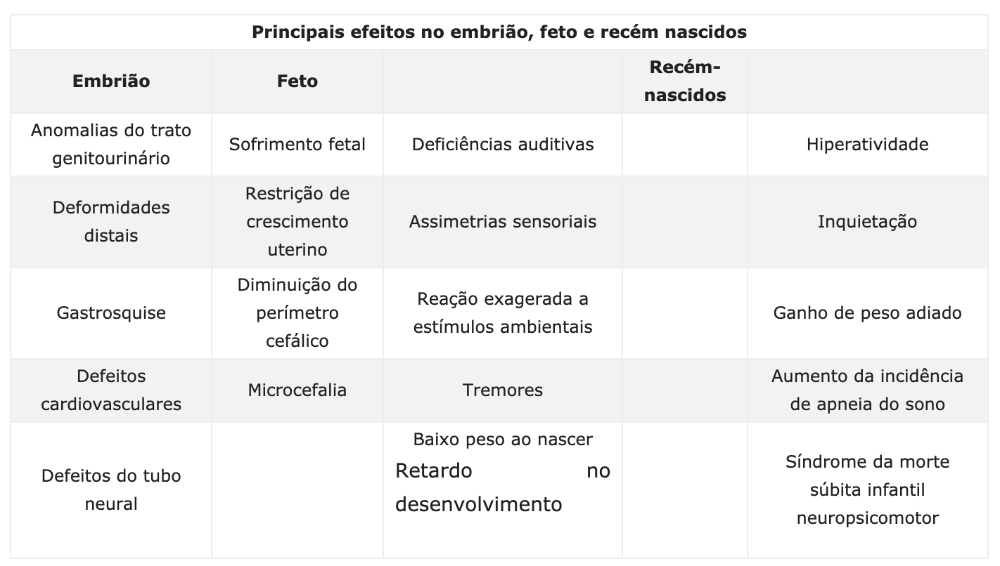 Principais efeitos no embrião, feto e recém nascidos
Embrião
Feto
Recém-
nascidos
Anomalias do trato
genitourinário
Sofrimento fetal
Deficiências auditivas
Hiperatividade
Deformidades
distais
Restrição de
crescimento
uterino
Assimetrias sensoriais
Inquietação
Gastrosquise
Diminuição do
perímetro
cefálico
Reação exagerada a
estímulos ambientais
Ganho de peso adiado
Defeitos
cardiovasculares
Microcefalia
Tremores
Aumento da incidência
de apneia do sono
Defeitos do tubo
neural
Baixo peso ao nascer
Retardo no
desenvolvimento
Síndrome da morte
súbita infantil
neuropsicomotor